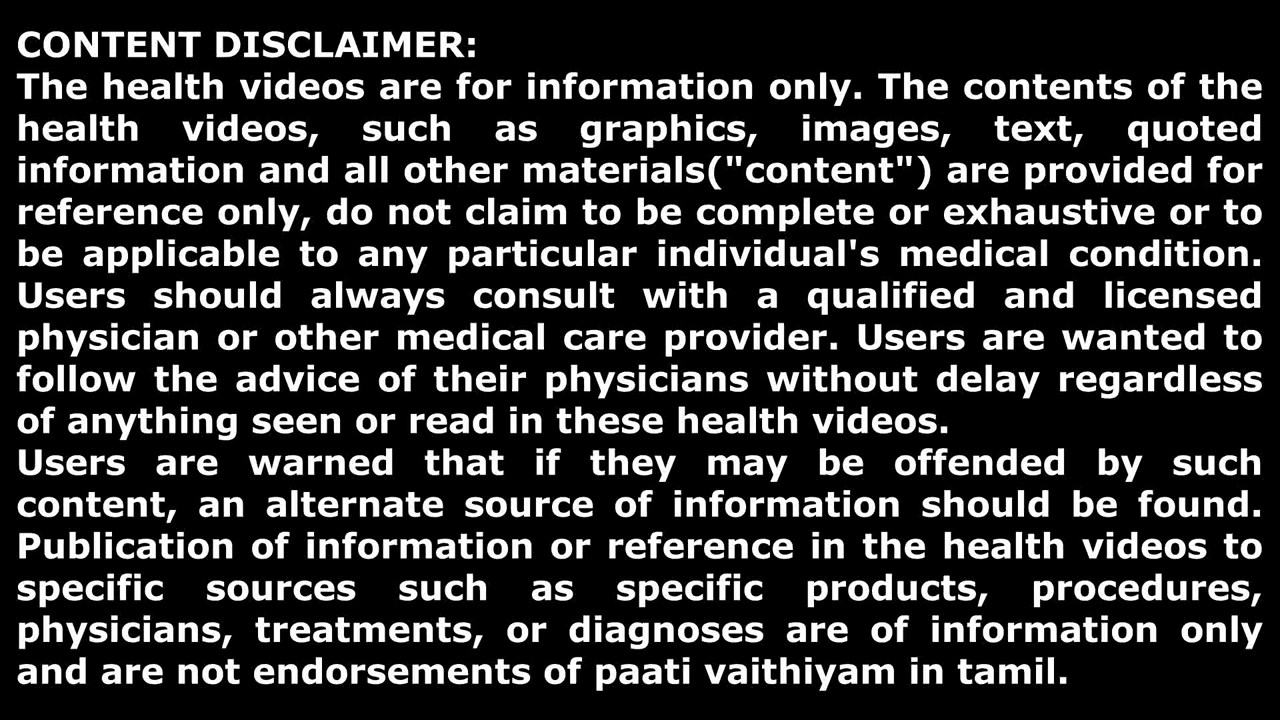 CONTENT DISCLAIMER:
The health videos are for information only. The contents of the
health videos, such as graphics, images, text, quoted
information and all other materials("content") are provided for
reference only, do not claim to be complete or exhaustive or to
be applicable to any particular individual's medical condition.
Users should always consult with a qualified and licensed
physician or other medical care provider. Users are wanted to
follow the advice of their physicians without delay regardless
of anything seen or read in these health videos.
Users are warned that if they may be offended by such
content, an alternate source of information should be found.
Publication of information or reference in the health videos to
specific sources such as specific products, procedures,
physicians, treatments, or diagnoses are of information only
and are not endorsements of paati vaithiyam in tamil.